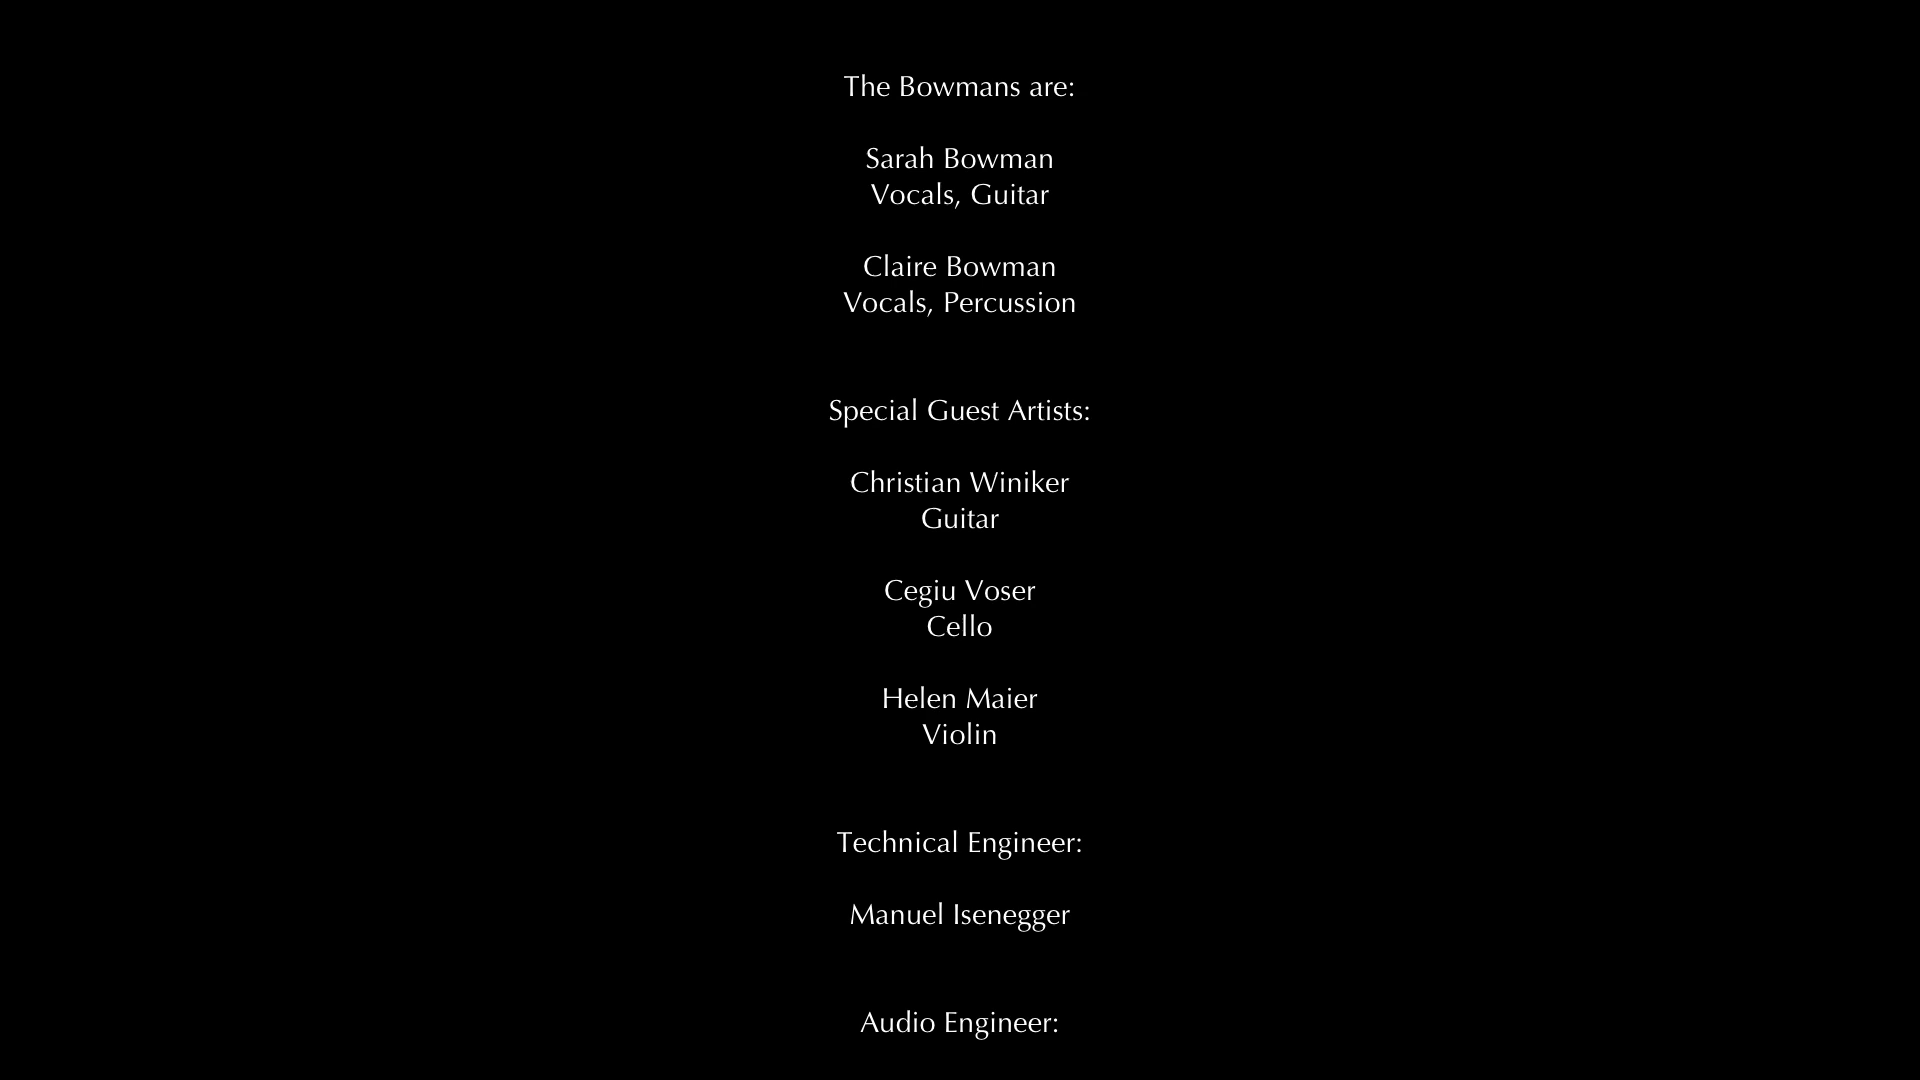 The Bowmans are:
Sarah Bowman
Vocals, Guitar
Claire Bowman
Vocals, Percussion
Special Guest Artists:
Christian Winiker
Guitar
Cegiu Voser
Cello
Helen Maier
Violin
Technical Engineer:
Manuel Isenegger
Audio Engineer: